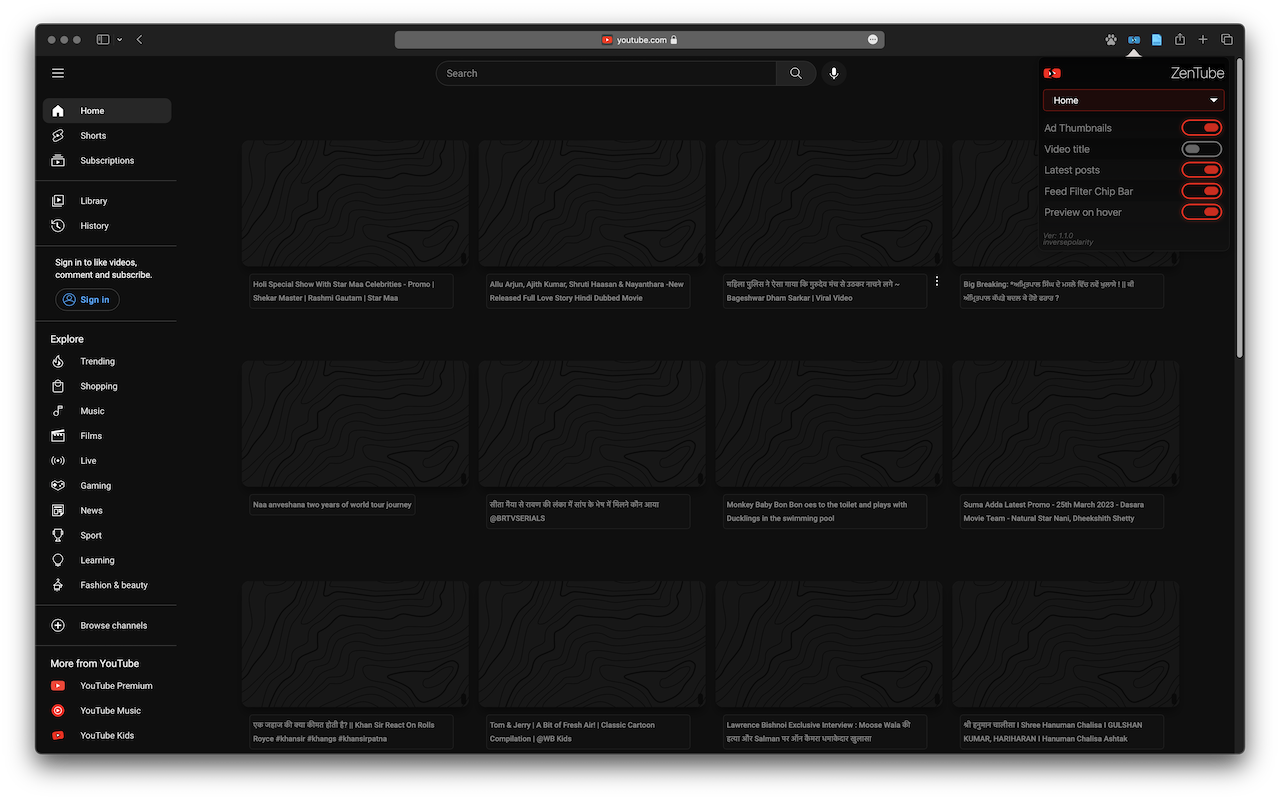 youtube.com
Search
ZenTube
Home
Ad Thumbnails
Video title
Latest posts
Feed Filter Chip Bar
Preview on hover
Ver: 1.1.0
inversepolarity
Home
Shorts
Subscriptions
Library
History
Sign in to like videos,
comment and subscribe.
Sign in
Explore
Trending
Shopping
Music
Films
Live
Gaming
News
Sport
Learning
Fashion & beauty
Browse channels
More from YouTube
YouTube Premium
YouTube Music
YouTube Kids
Holi Special Show With Star Maa Celebrities - Promo |
Shekar Master | Rashmi Gautam | Star Maa
Allu Arjun, Ajith Kumar, Shruti Haasan & Nayanthara -New
Released Full Love Story Hindi Dubbed Movie
महिला पुलिस ने ऐसा गाया कि गुरुदेव मंच से उठकर नाचने लगे ~
Bageshwar Dham Sarkar | Viral Video
Big Breaking: "ਅੰਮ੍ਰਿਤਪਾਲ ਸਿੰਘ ਦੇ ਮਾਮਲੇ ਵਿੱਚ ਨਵੇਂ ਖੁਲਾਸੇ ! || ਕੀ
ਅੰਮ੍ਰਿਤਪਾਲ ਕੱਪੜੇ ਬਦਲ ਕੇ ਹੋਏ ਫਰਾਰ ?
Naa anveshana two years of world tour journey
सीता मैया से रावण की लंका में सांप के भेष में मिलने कौन आया
@BRTVSERIALS
Monkey Baby Bon Bon oes to the toilet and plays with
Ducklings in the swimming pool
Suma Adda Latest Promo - 25th March 2023 - Dasara
Movie Team - Natural Star Nani, Dheekshith Shetty
एक जहाज की क्या कीमत होती है? || Khan Sir React On Rolls
Royce #khansir #khangs #khansirpatna
Tom & Jerry | A Bit of Fresh Air! | Classic Cartoon
Compilation | @WB Kids
Lawrence Bishnoi Exclusive Interview : Moose Wala की
हत्या और Salman पर ऑन कैमरा धमाकेदार खुलासा
श्री हनुमान चालीसा I Shree Hanuman Chalisa I GULSHAN
KUMAR, HARIHARAN I Hanuman Chalisa Ashtak